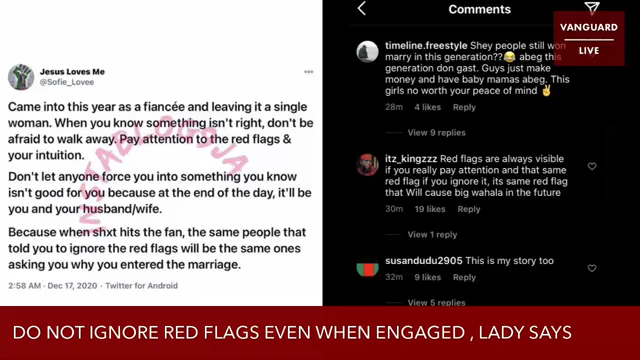 Jesus Loves Me
@Sofie_Lovee
Came into this year as a fiancée and leaving it a single
woman. When you know something isn't right, don't be
afraid to walk away. Pay attention to the red flags &
your intuition.
Don't let anyone force you into something you know
isn't good for you because at the end of the day, it'll be
you and your husband/wife.
Because when shxt hits the fan, the same people that
told you to ignore the red flags will be the same ones
asking you why you entered the marriage.
2:58 AM · Dec 17, 2020 · Twitter for Android
INSTABLOG9JA
Comments
VANGUARD
LIVE
timeline.freestyle Shey people still won
marry in this generation??😂 abeg this
generation don gast. Guys just make
money and have baby mamas abeg. This
girls no worth your peace of mind ✌
28m 4 likes Reply
View 9 replies
itz_kingzzz Red flags are always visible
if you really pay attention and that same
red flag if you ignore it, its same red flag
that Will cause big wahala in the future
30m 19 likes Reply
View 1 reply
susandudu2905 This is my story too
32m 9 likes Reply
View 5 replies
DO NOT IGNORE RED FLAGS EVEN WHEN ENGAGED , LADY SAYS